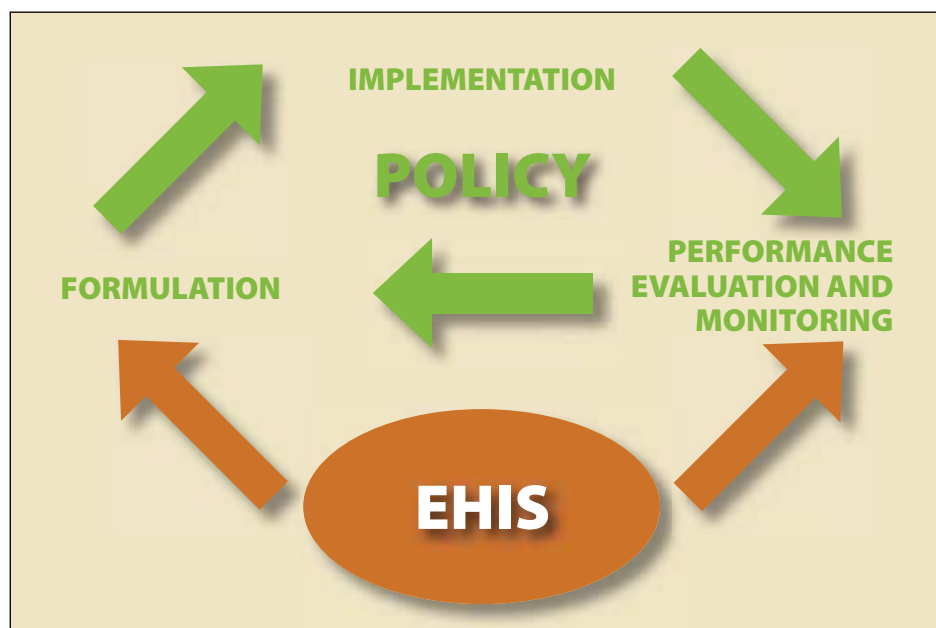 IMPLEMENTATION
POLICY
FORMULATION
PERFORMANCE
EVALUATION AND
MONITORING
EHIS